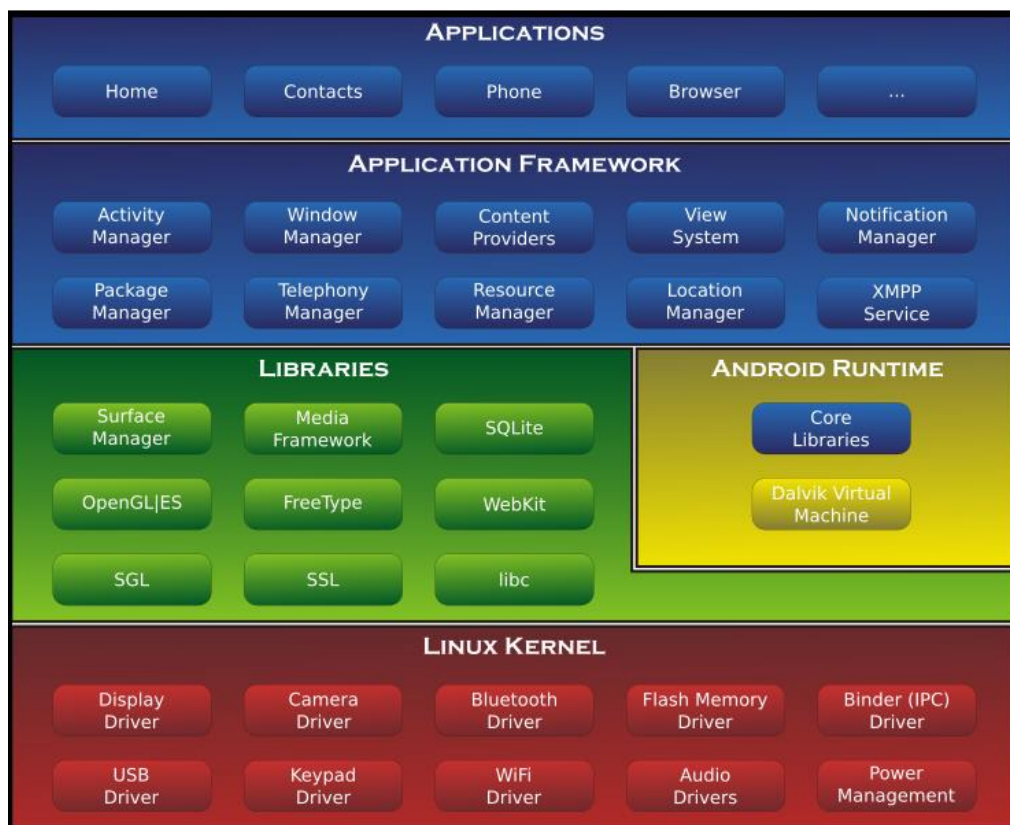 APPLICATIONS
Home
Contacts
Phone
Browser
...
APPLICATION FRAMEWORK
Activity
Manager
Window
Manager
Content
Providers
View
System
Notification
Manager
Package
Manager
Telephony
Manager
Resource
Manager
Location
Manager
XMPP
Service
LIBRARIES
Surface
Manager
Media
Framework
SQLite
OpenGL|ES
FreeType
WebKit
SGL
SSL
libc
ANDROID RUNTIME
Core
Libraries
Dalvik Virtual
Machine
LINUX KERNEL
Display
Driver
Camera
Driver
Bluetooth
Driver
Flash Memory
Driver
Binder (IPC)
Driver
USB
Driver
Keypad
Driver
WiFi
Driver
Audio
Drivers
Power
Management